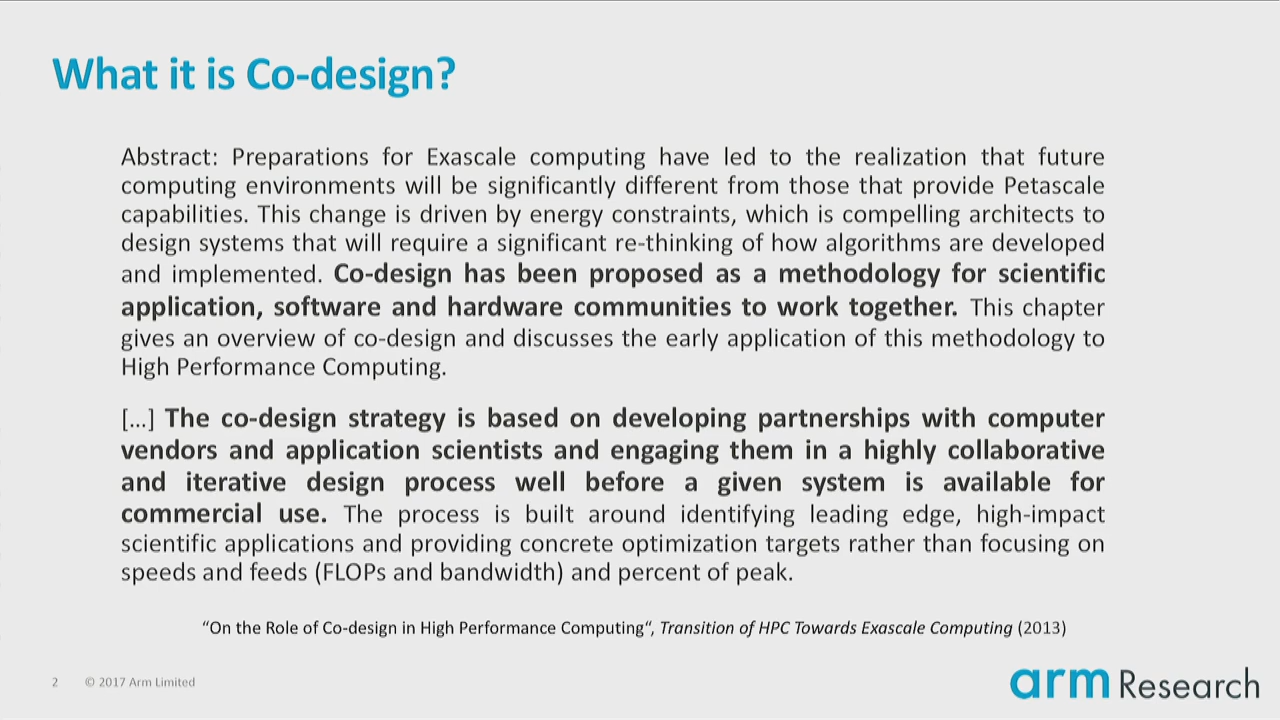 What it is Co-design?
Abstract: Preparations for Exascale computing have led to the realization that future
computing environments will be significantly different from those that provide Petascale
capabilities. This change is driven by energy constraints, which is compelling architects to
design systems that will require a significant re-thinking of how algorithms are developed
and implemented. Co-design has been proposed as a methodology for scientific
application, software and hardware communities to work together. This chapter
gives an overview of co-design and discusses the early application of this methodology to
High Performance Computing.
[…] The co-design strategy is based on developing partnerships with computer
vendors and application scientists and engaging them in a highly collaborative
and iterative design process well before a given system is available for
commercial use. The process is built around identifying leading edge, high-impact
scientific applications and providing concrete optimization targets rather than focusing on
speeds and feeds (FLOPs and bandwidth) and percent of peak.
“On the Role of Co-design in High Performance Computing“, Transition of HPC Towards Exascale Computing (2013)
2 © 2017 Arm Limited
arm Research